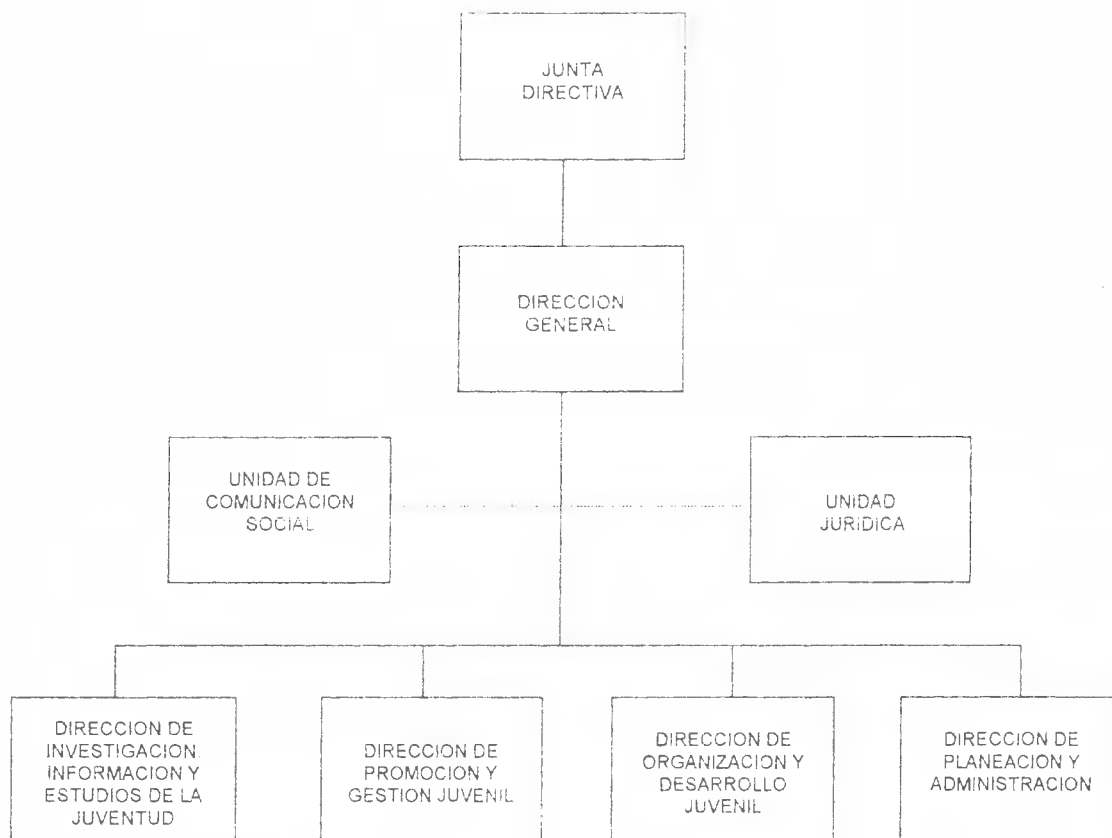 JUNTA
DIRECTIVA
DIRECCION
GENERAL
UNIDAD DE
COMUNICACION
SOCIAL
UNIDAD
JURIDICA
DIRECCION DE
INVESTIGACION.
INFORMACION Y
ESTUDIOS DE LA
JUVENTUD
DIRECCION DE
PROMOCION Y
GESTION JUVENIL
DIRECCION DE
ORGANIZACION Y
DESARROLLO
JUVENIL
DIRECCION DE
PLANEACION Y
ADMINISTRACION